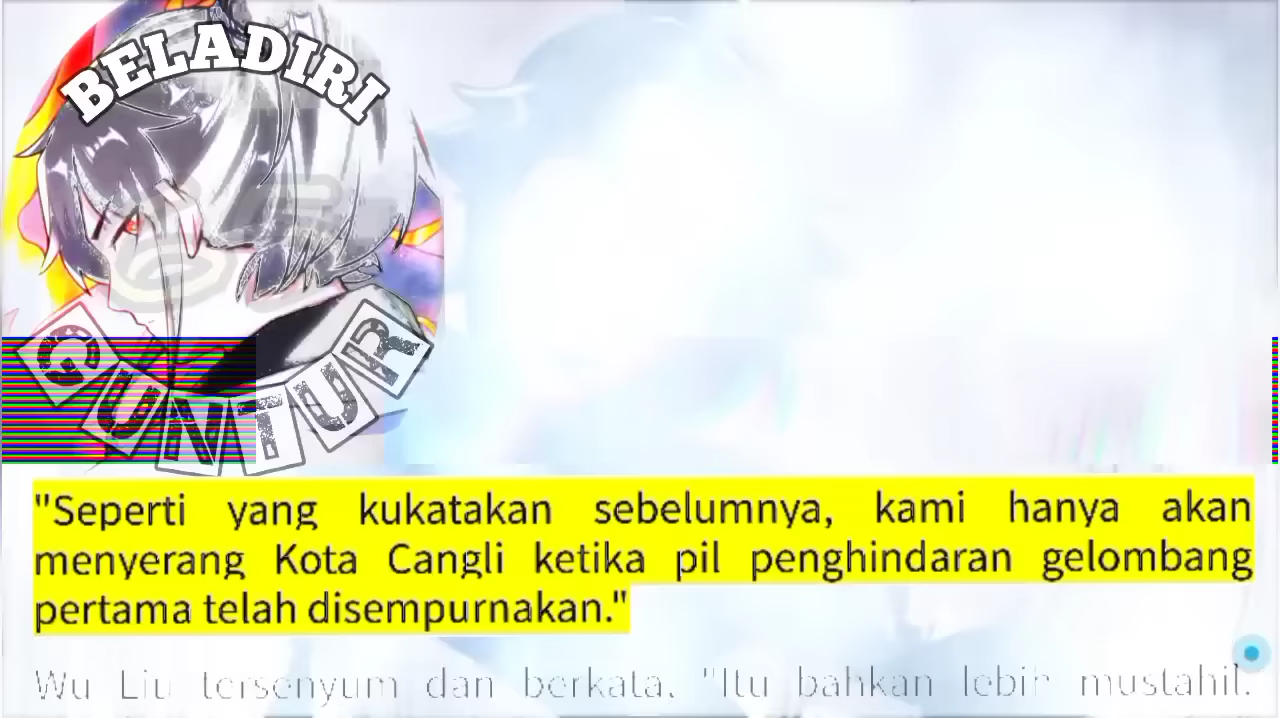 BELADIRI
GUNTUR
"Seperti yang kukatakan sebelumnya, kami hanya akan
menyerang Kota Cangli ketika pil penghindaran gelombang
pertama telah disempurnakan."
Wu Liu tersenyum dan berkata, "Itu bahkan lebih mustahil.